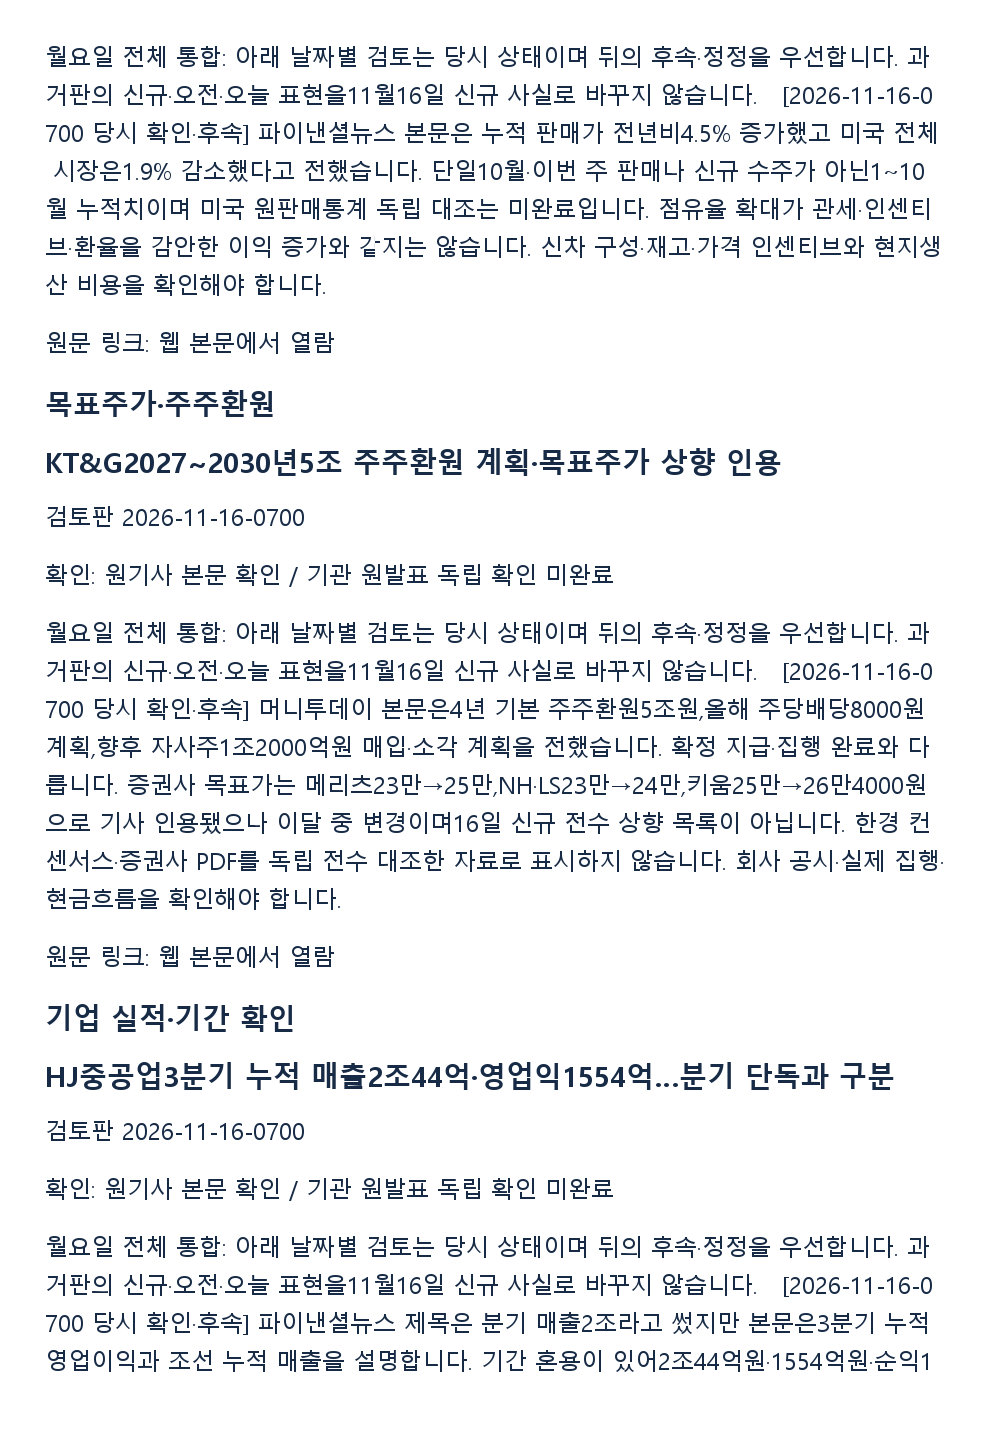 월요일 전체 통합: 아래 날짜별 검토는 당시 상태이며 뒤의 후속·정정을 우선합니다. 과
거판의 신규·오전·오늘 표현을11월16일 신규 사실로 바꾸지 않습니다.   [2026-11-16-0
700 당시 확인·후속] 파이낸셜뉴스 본문은 누적 판매가 전년비4.5% 증가했고 미국 전체
시장은1.9% 감소했다고 전했습니다. 단일10월·이번 주 판매나 신규 수주가 아닌1~10
월 누적치이며 미국 원판매통계 독립 대조는 미완료입니다. 점유율 확대가 관세·인센티
브·환율을 감안한 이익 증가와 같지는 않습니다. 신차 구성·재고·가격 인센티브와 현지생
산 비용을 확인해야 합니다.
원문 링크: 웹 본문에서 열람
목표주가·주주환원
KT&G2027~2030년5조 주주환원 계획·목표주가 상향 인용
검토판 2026-11-16-0700
확인: 원기사 본문 확인 / 기관 원발표 독립 확인 미완료
월요일 전체 통합: 아래 날짜별 검토는 당시 상태이며 뒤의 후속·정정을 우선합니다. 과
거판의 신규·오전·오늘 표현을11월16일 신규 사실로 바꾸지 않습니다.   [2026-11-16-0
700 당시 확인·후속] 머니투데이 본문은4년 기본 주주환원5조원,올해 주당배당8000원
계획,향후 자사주1조2000억원 매입·소각 계획을 전했습니다. 확정 지급·집행 완료와 다
릅니다. 증권사 목표가는 메리츠23만→25만,NH·LS23만→24만,키움25만→26만4000원
으로 기사 인용됐으나 이달 중 변경이며16일 신규 전수 상향 목록이 아닙니다. 한경 컨
센서스·증권사 PDF를 독립 전수 대조한 자료로 표시하지 않습니다. 회사 공시·실제 집행·
현금흐름을 확인해야 합니다.
원문 링크: 웹 본문에서 열람
기업 실적·기간 확인
HJ중공업3분기 누적 매출2조44억·영업익1554억…분기 단독과 구분
검토판 2026-11-16-0700
확인: 원기사 본문 확인 / 기관 원발표 독립 확인 미완료
월요일 전체 통합: 아래 날짜별 검토는 당시 상태이며 뒤의 후속·정정을 우선합니다. 과
거판의 신규·오전·오늘 표현을11월16일 신규 사실로 바꾸지 않습니다.   [2026-11-16-0
700 당시 확인·후속] 파이낸셜뉴스 제목은 분기 매출2조라고 썼지만 본문은3분기 누적
영업이익과 조선 누적 매출을 설명합니다. 기간 혼용이 있어2조44억원·1554억원·순익1